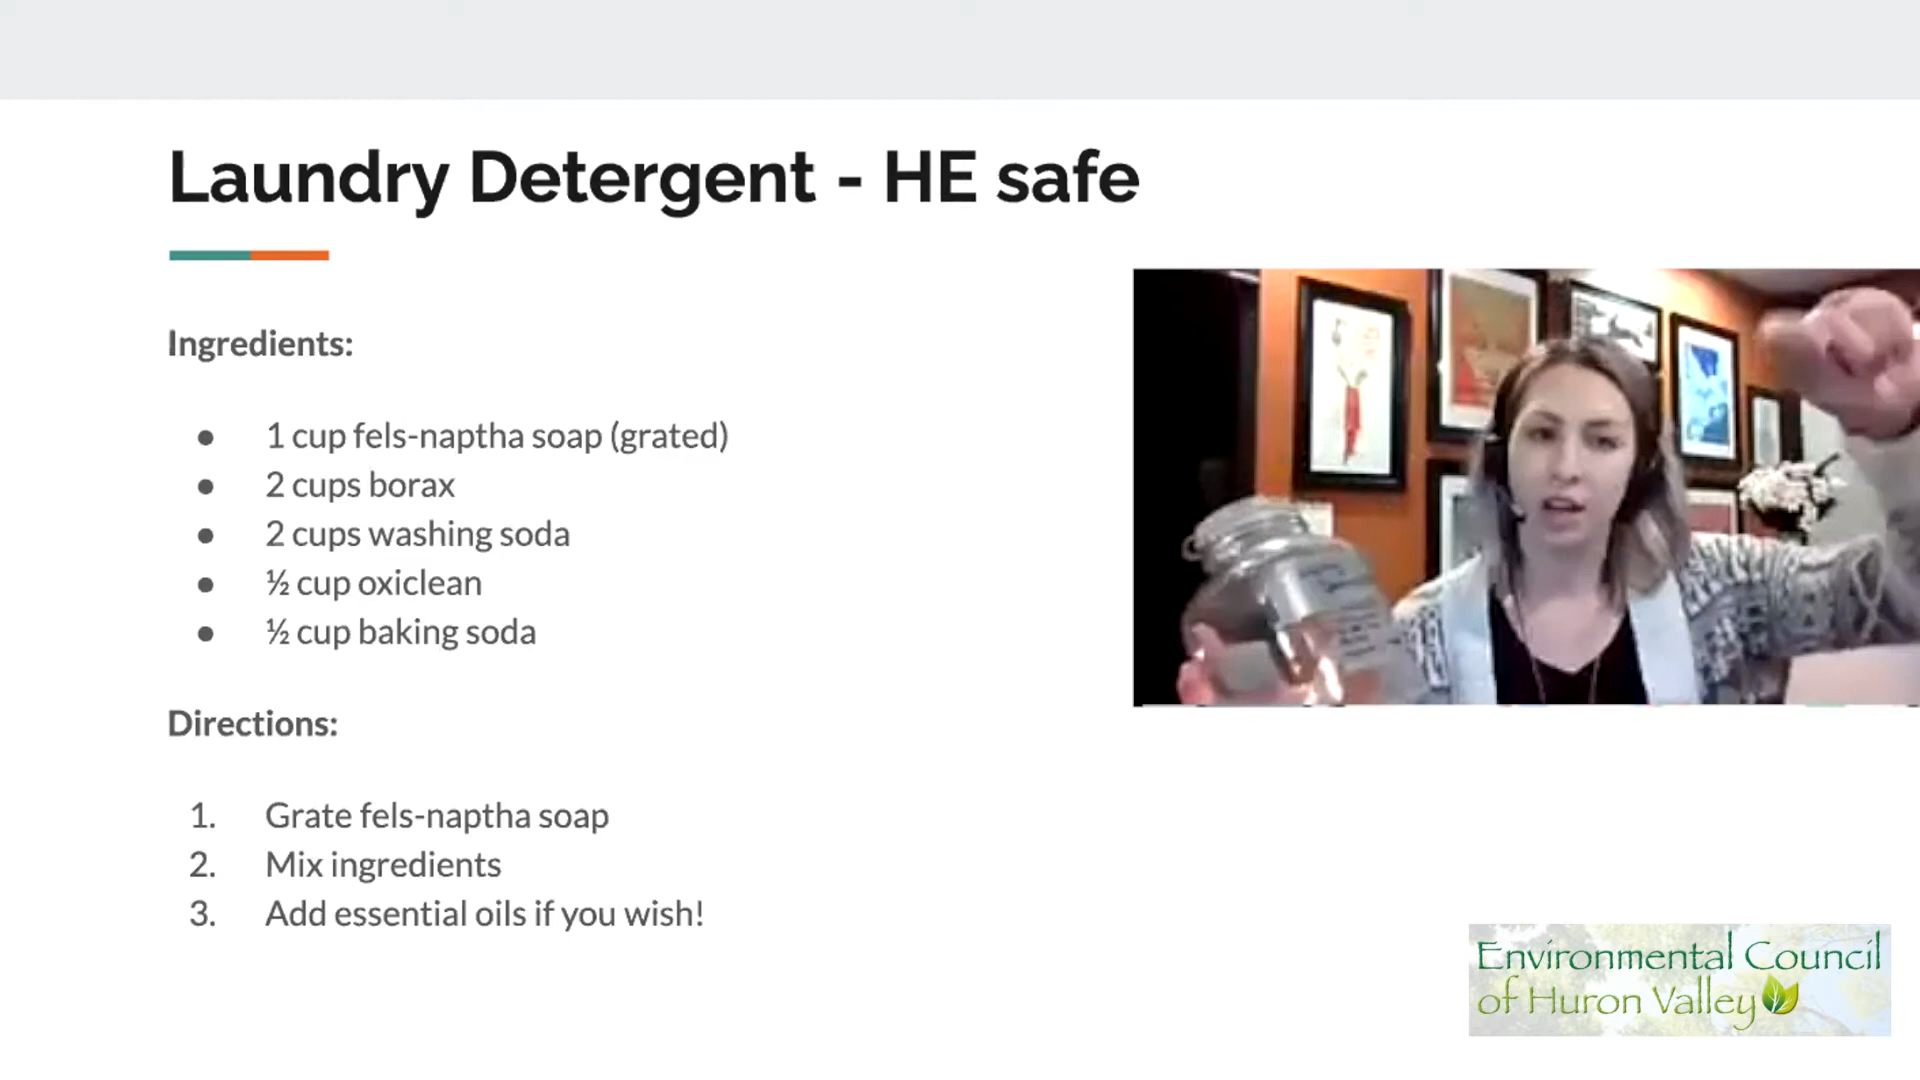 Laundry Detergent - HE safe
Ingredients:
● 1 cup fels-naptha soap (grated)
● 2 cups borax
● 2 cups washing soda
● ½ cup oxiclean
● ½ cup baking soda
Directions:
1. Grate fels-naptha soap
2. Mix ingredients
3. Add essential oils if you wish!
Environmental Council
of Huron Valley